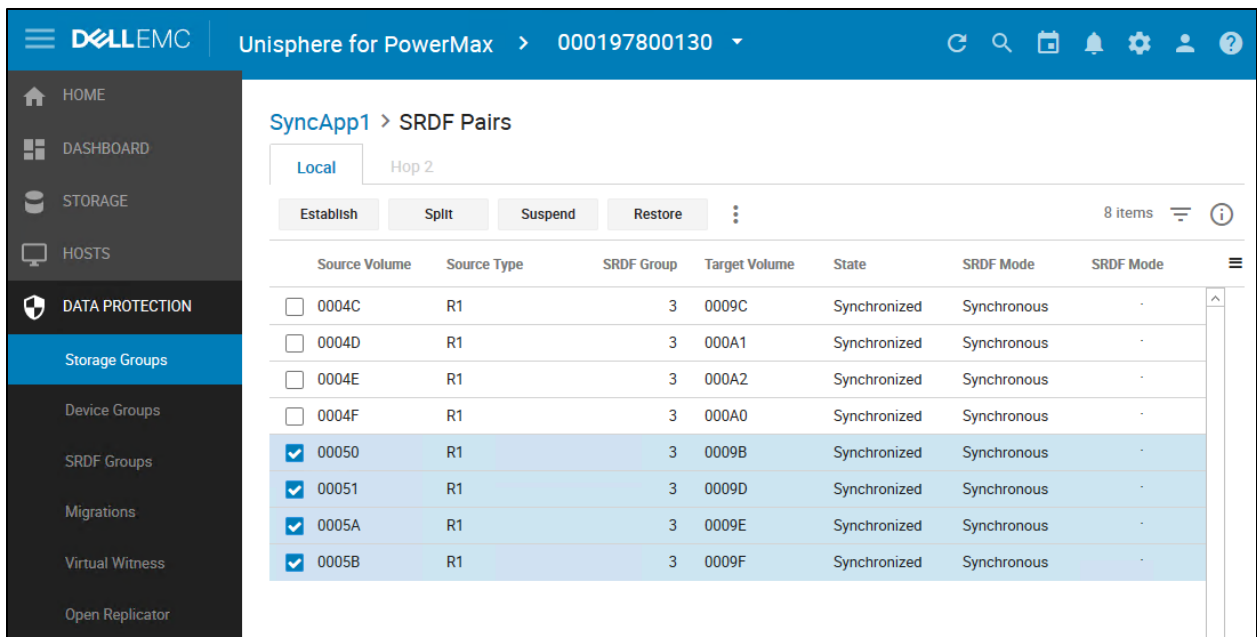 DELLEMC Unisphere for PowerMax > 000197800130
HOME
DASHBOARD
STORAGE
HOSTS
DATA PROTECTION
Storage Groups
Device Groups
SRDF Groups
Migrations
Virtual Witness
Open Replicator
SyncApp1 > SRDF Pairs
Local Hop 2
Establish Split Suspend Restore 8 items
Source Volume Source Type SRDF Group Target Volume State SRDF Mode SRDF Mode
0004C R1 3 0009C Synchronized Synchronous -
0004D R1 3 000A1 Synchronized Synchronous -
0004E R1 3 000A2 Synchronized Synchronous -
0004F R1 3 000A0 Synchronized Synchronous -
00050 R1 3 0009B Synchronized Synchronous -
00051 R1 3 0009D Synchronized Synchronous -
0005A R1 3 0009E Synchronized Synchronous -
0005B R1 3 0009F Synchronized Synchronous -